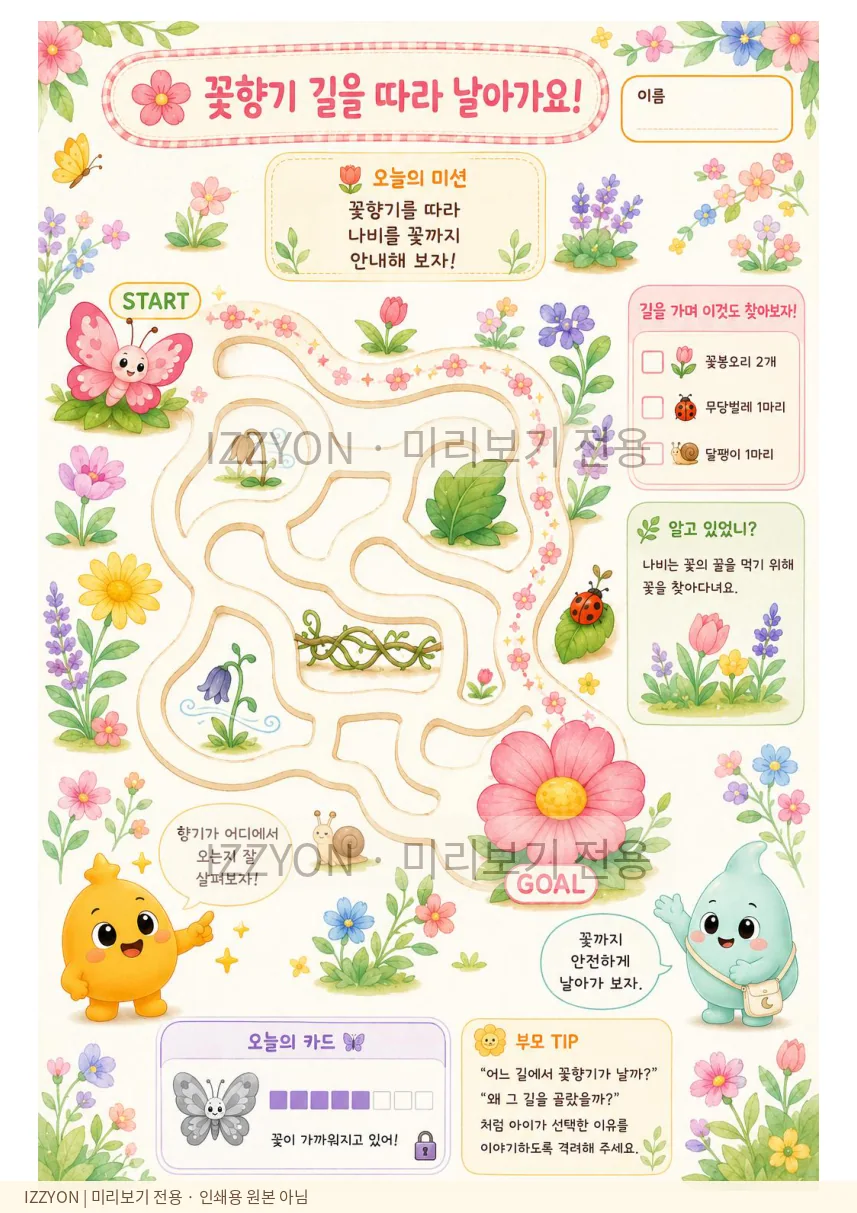 꽃향기 길을 따라 날아가요!
이름
오늘의 미션
꽃향기를 따라
나비를 꽃까지
안내해 보자!
START
길을 가며 이것도 찾아보자!
꽃봉오리 2개
무당벌레 1마리
달팽이 1마리
IZZYON · 미리보기 전용
알고 있었니?
나비는 꽃의 꿀을 먹기 위해
꽃을 찾아다녀요.
향기가 어디에서
오는지 잘
살펴보자!
IZZYON · 미리보기 전용
GOAL
꽃까지
안전하게
날아가 보자.
오늘의 카드
꽃이 가까워지고 있어!
부모 TIP
“어느 길에서 꽃향기가 날까?”
“왜 그 길을 골랐을까?”
처럼 아이가 선택한 이유를
이야기하도록 격려해 주세요.
IZZYON | 미리보기 전용 · 인쇄용 원본 아님